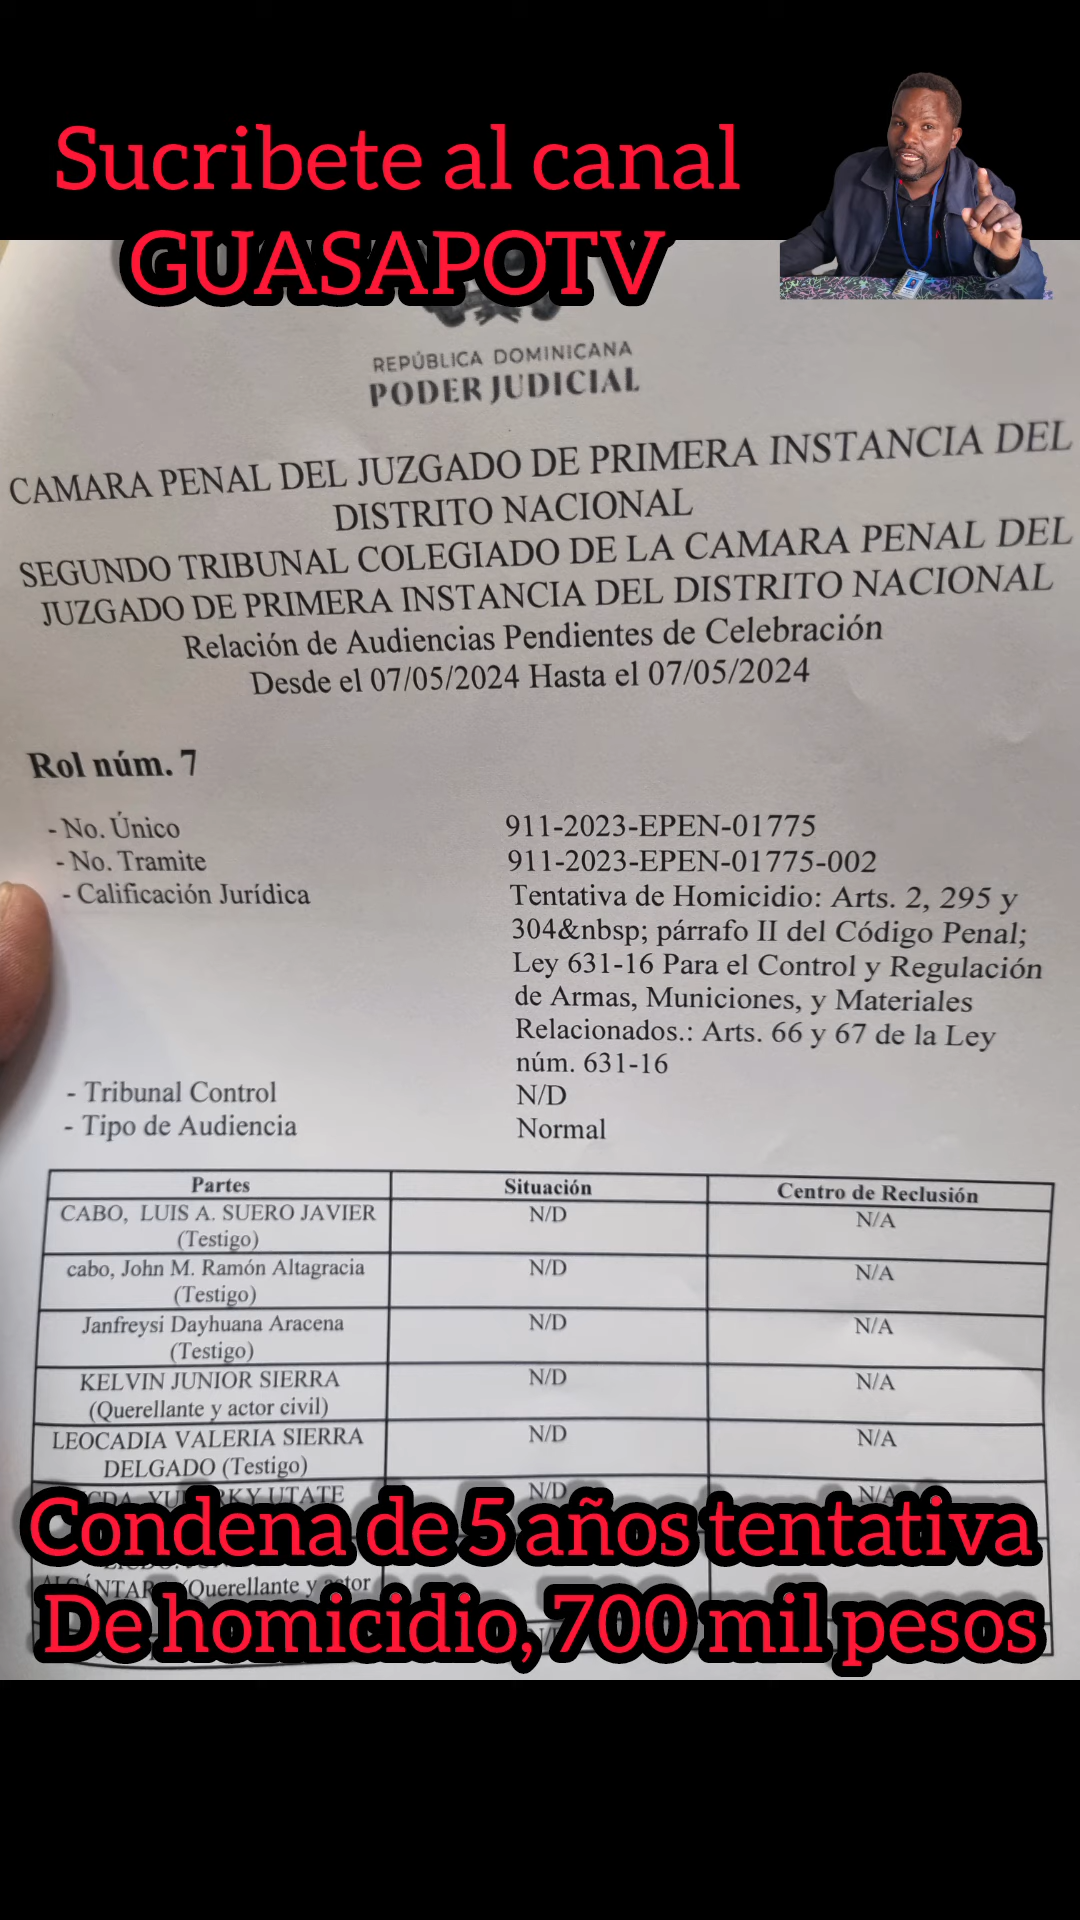 Sucribete al canal
GUASAPOTV
REPÚBLICA DOMINICANA
PODER JUDICIAL
CAMARA PENAL DEL JUZGADO DE PRIMERA INSTANCIA DEL
DISTRITO NACIONAL
SEGUNDO TRIBUNAL COLEGIADO DE LA CAMARA PENAL DEL
JUZGADO DE PRIMERA INSTANCIA DEL DISTRITO NACIONAL
Relación de Audiencias Pendientes de Celebración
Desde el 07/05/2024 Hasta el 07/05/2024
Rol núm. 7
- No. Único 911-2023-EPEN-01775
- No. Tramite 911-2023-EPEN-01775-002
- Calificación Jurídica Tentativa de Homicidio: Arts. 2, 295 y
304&nbsp; párrafo II del Código Penal;
Ley 631-16 Para el Control y Regulación
de Armas, Municiones, y Materiales
Relacionados.: Arts. 66 y 67 de la Ley
núm. 631-16
- Tribunal Control N/D
- Tipo de Audiencia Normal
Partes Situación Centro de Reclusión
CABO, LUIS A. SUERO JAVIER N/D N/A
(Testigo)
cabo, John M. Ramón Altagracia N/D N/A
(Testigo)
Janfreysi Dayhuana Aracena N/D N/A
(Testigo)
KELVIN JUNIOR SIERRA N/D N/A
(Querellante y actor civil)
LEOCADIA VALERIA SIERRA N/D N/A
DELGADO (Testigo)
UTATE N/D N/A
Condena de 5 años tentativa
(Querellante y actor
De homicidio, 700 mil pesos